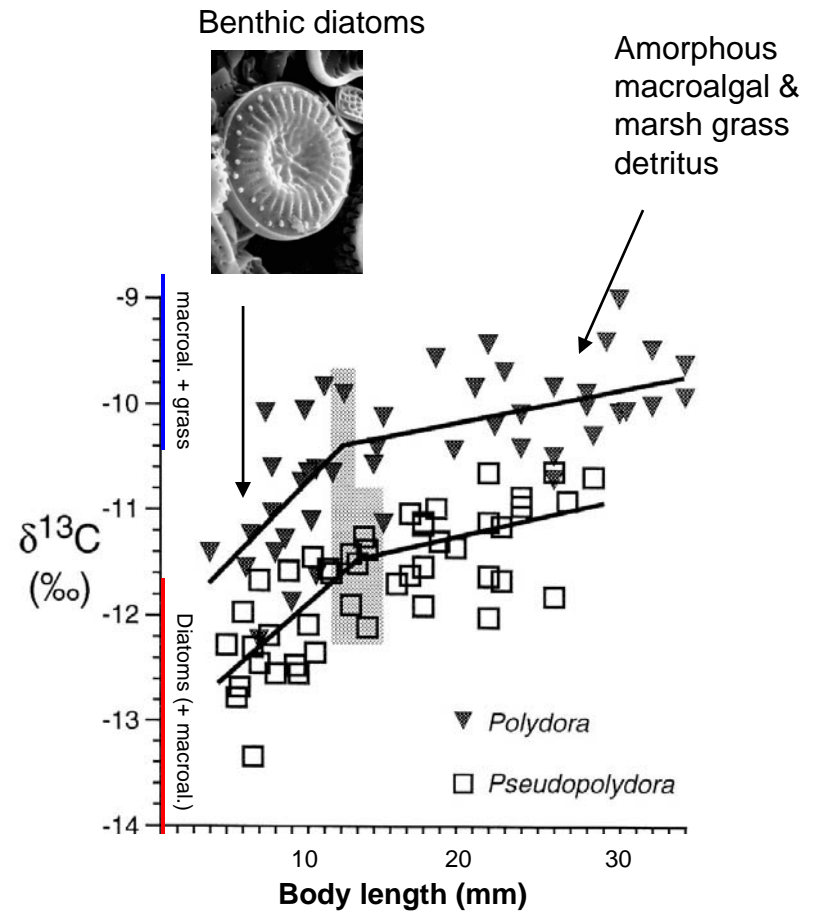 Benthic diatoms
Amorphous
macroalgal &
marsh grass
detritus
-9
-10
-11
-12
-13
-14
macroal. + grass
Diatoms (+ macroal.)
δ13C
(‰)
Polydora
Pseudopolydora
10 20 30
Body length (mm)